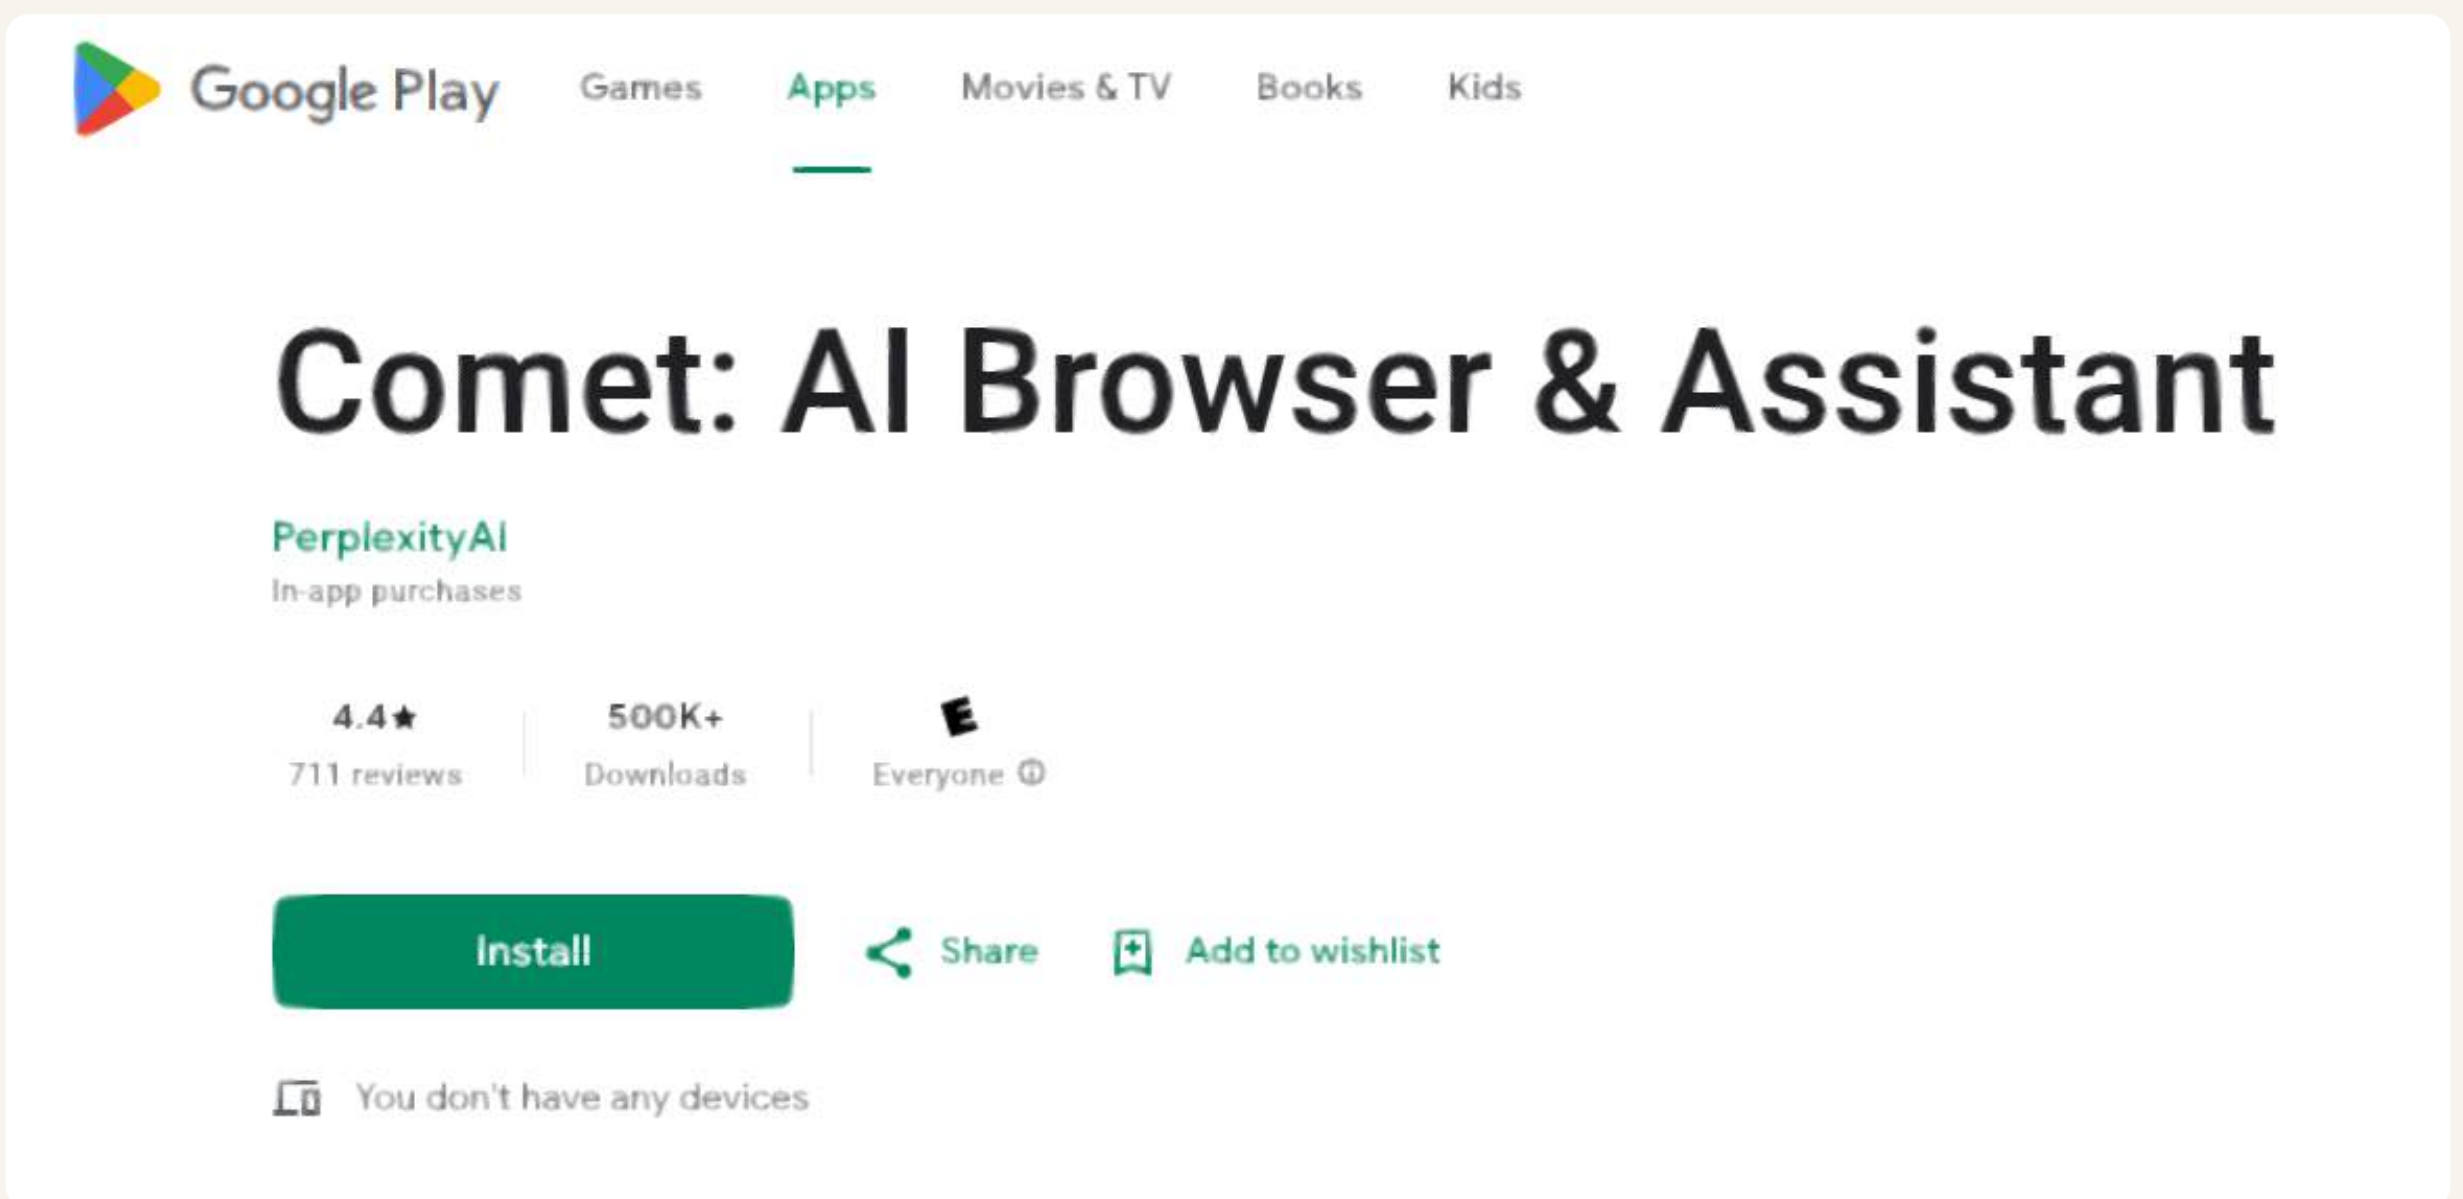 Google Play Games Apps Movies & TV Books Kids
Comet: AI Browser & Assistant
PerplexityAI
In-app purchases
4.4★ 500K+ E
711 reviews Downloads Everyone
Install Share Add to wishlist
You don't have any devices